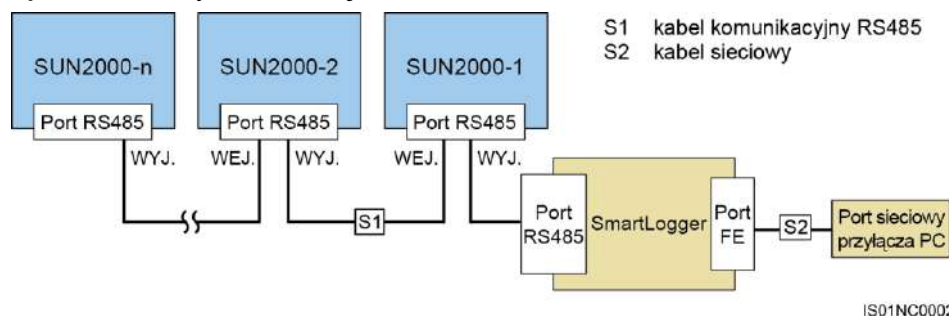 SUN2000-n
SUN2000-2
SUN2000-1
S1 kabel komunikacyjny RS485
S2 kabel sieciowy
Port RS485
Port RS485
Port RS485
WYJ.
WEJ.
WYJ.
WEJ.
WYJ.
S1
Port
RS485
SmartLogger
Port
FE
S2
Port sieciowy
przyłącza PC
IS01NC0002